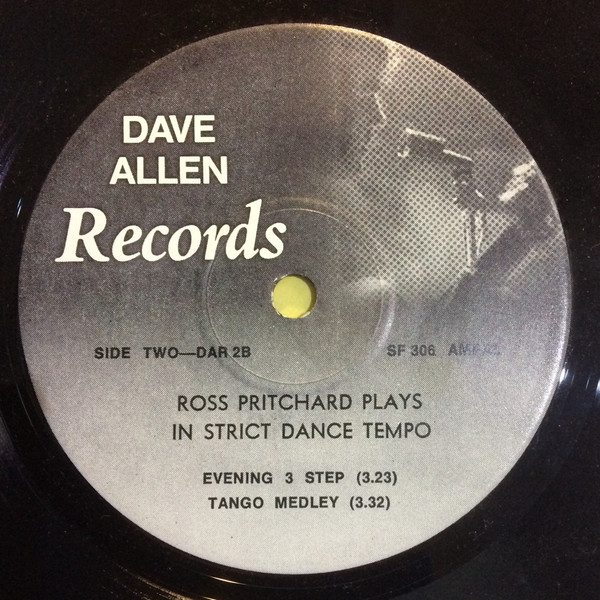 DAVE
ALLEN
Records
SIDE TWO—DAR 2B
SF 306
ROSS PRITCHARD PLAYS
IN STRICT DANCE TEMPO
EVENING 3 STEP (3.23)
TANGO MEDLEY (3.32)